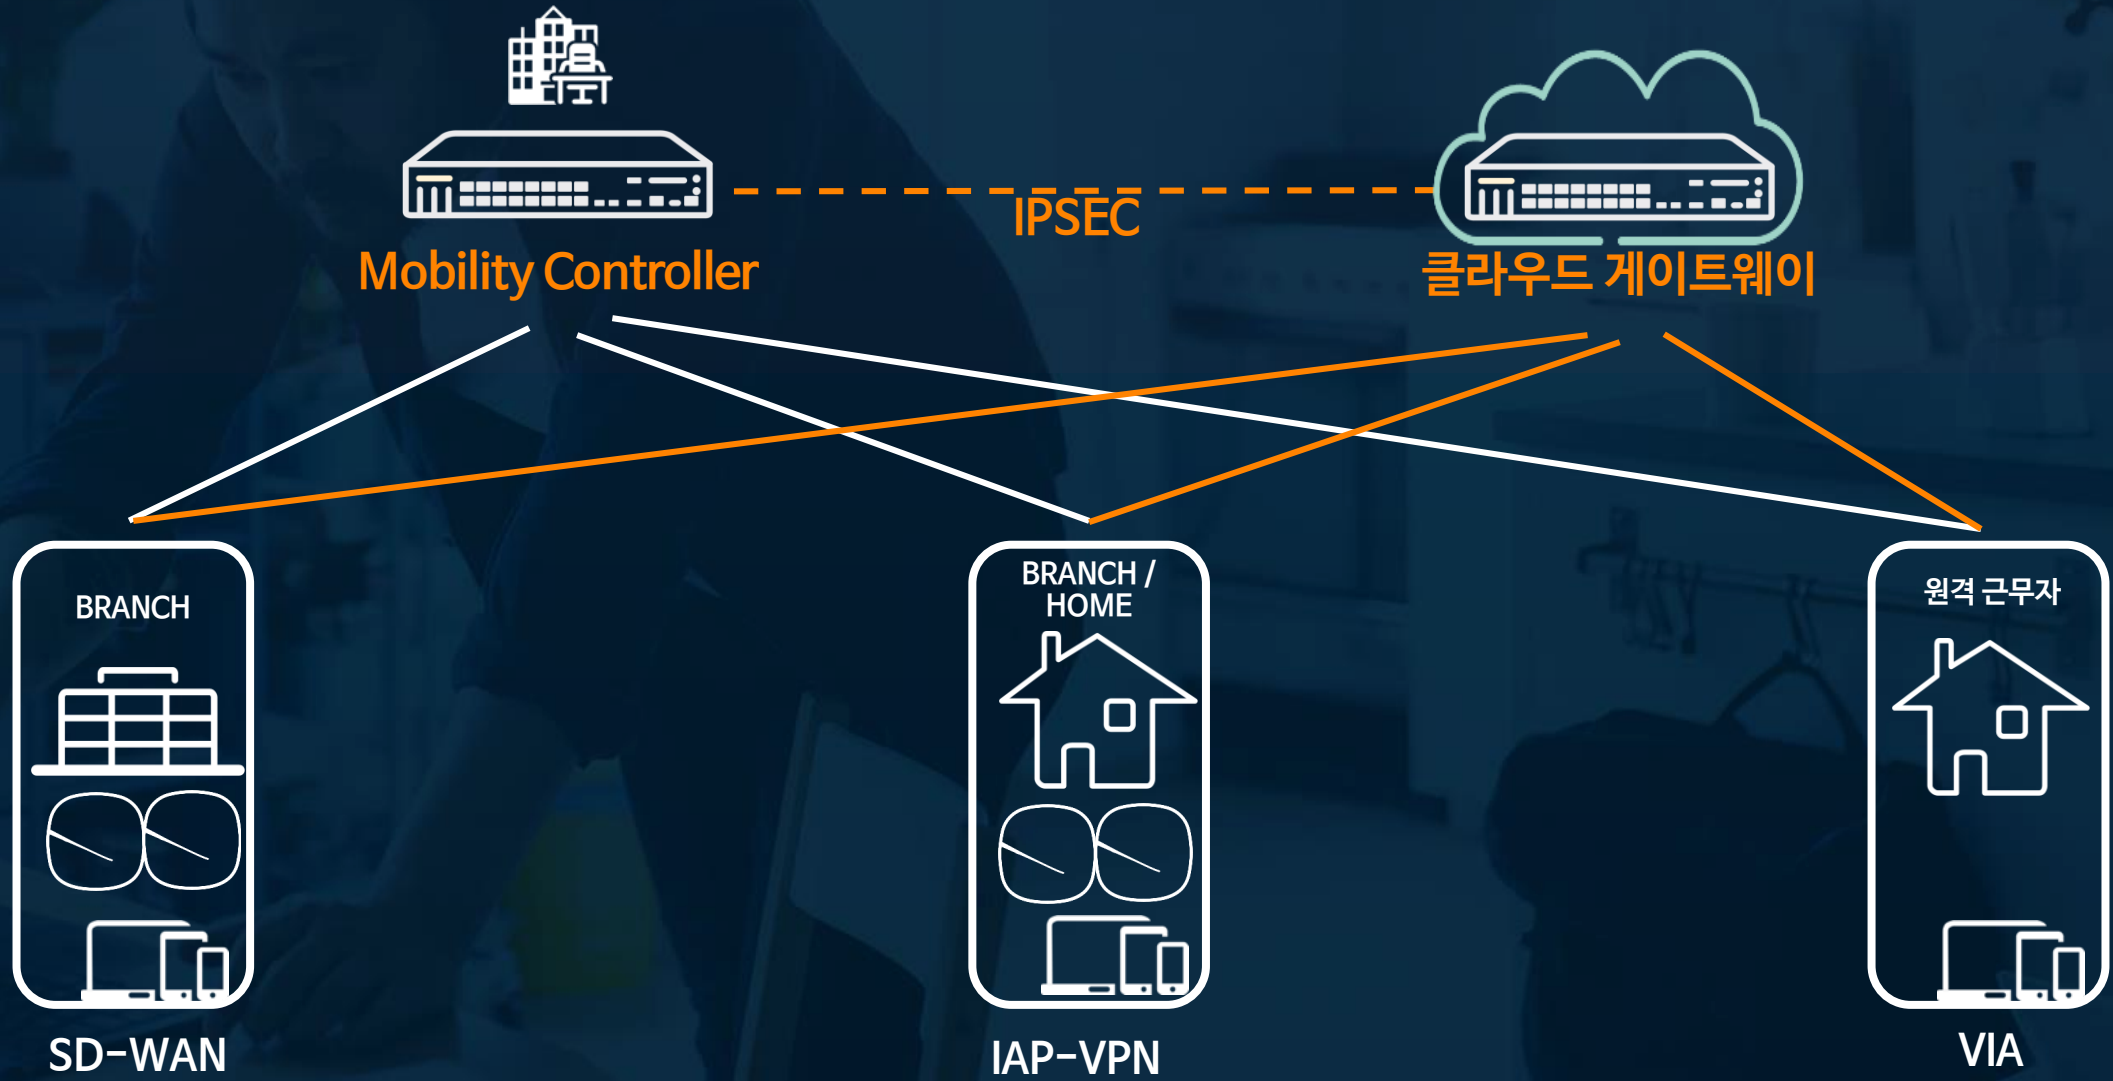 IPSEC
Mobility Controller
클라우드 게이트웨이
BRANCH
BRANCH /
HOME
원격 근무자
SD-WAN
IAP-VPN
VIA